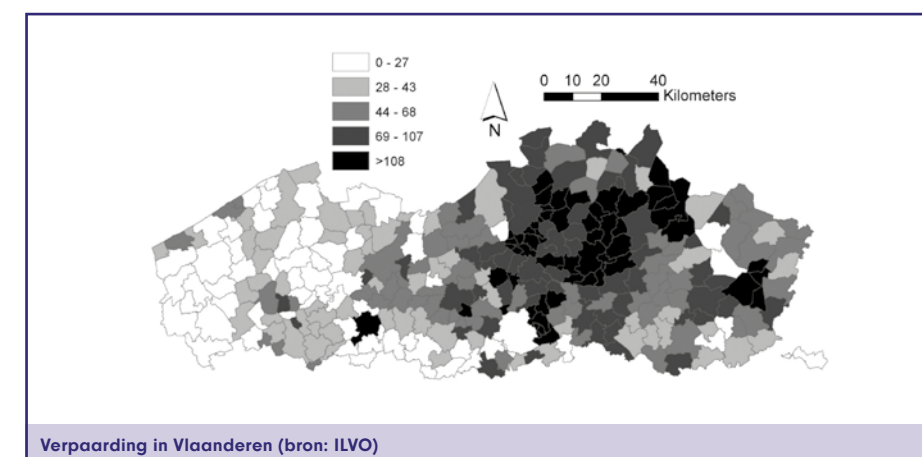 0 - 27
28 - 43
44 - 68
69 - 107
>108
N
0 10 20 40
Kilometers
Verpaarding in Vlaanderen (bron: ILVO)